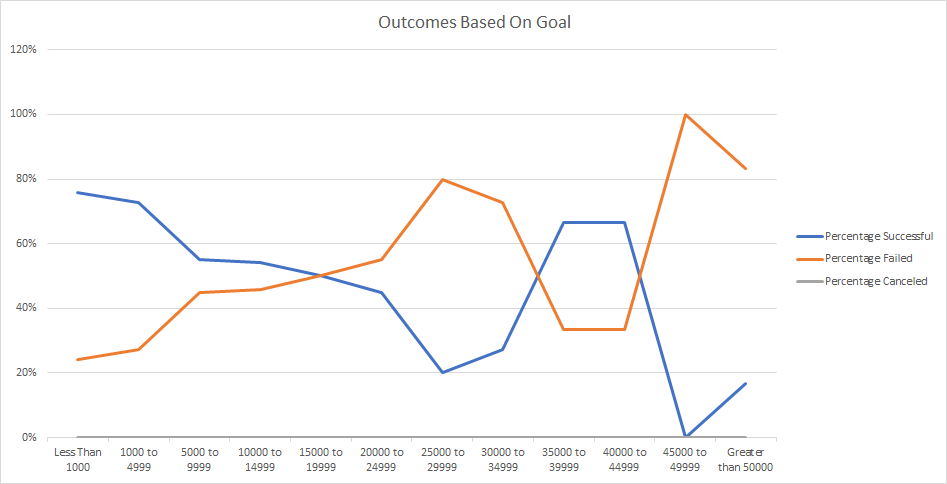 Outcomes Based On Goal
120%
100%
80%
60%
40%
20%
0%
Less Than
1000
1000 to
4999
5000 to
9999
10000 to
14999
15000 to
19999
20000 to
24999
25000 to
29999
30000 to
34999
35000 to
39999
40000 to
44999
45000 to
49999
Greater
than 50000
Percentage Successful
Percentage Failed
Percentage Canceled